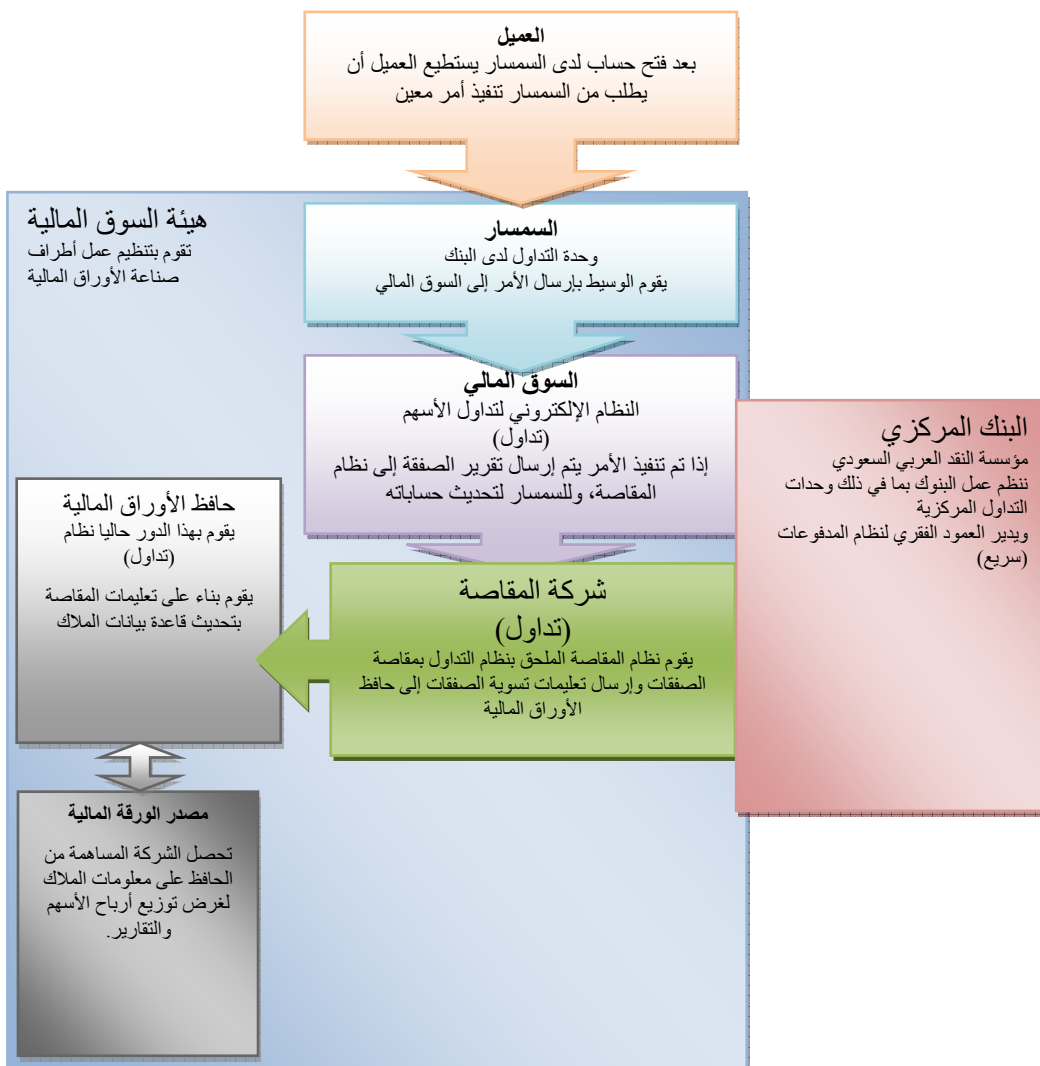 العميل
بعد فتح حساب لدى السمسار يستطيع العميل أن
يطلب من السمسار تنفيذ أمر معين
هيئة السوق المالية
تقوم بتنظيم عمل أطراف
صناعة الأوراق المالية
السمسار
وحدة التداول لدى البنك
يقوم الوسيط بإرسال الأمر إلى السوق المالي
السوق المالي
النظام الإلكتروني لتداول الأسهم
(تداول)
إذا تم تنفيذ الأمر يتم إرسال تقرير الصفقة إلى نظام
المقاصة، وللسمسار لتحديث حساباته
البنك المركزي
مؤسسة النقد العربي السعودي
ننظم عمل البنوك بما في ذلك وحدات
التداول المركزية
ويدير العمود الفقري لنظام المدفوعات
(سريع)
شركة المقاصة
(تداول)
يقوم نظام المقاصة الملحق بنظام التداول بمقاصة
الصفقات وإرسال تعليمات تسوية الصفقات إلى حافظ
الأوراق المالية
حافظ الأوراق المالية
يقوم بهذا الدور حاليا نظام
(تداول)
يقوم بناء على تعليمات المقاصة
بتحديث قاعدة بيانات الملاك
مصدر الورقة المالية
تحصل الشركة المساهمة من
الحافظ على معلومات الملاك
لغرض توزيع أرباح الأسهم
والتقارير.